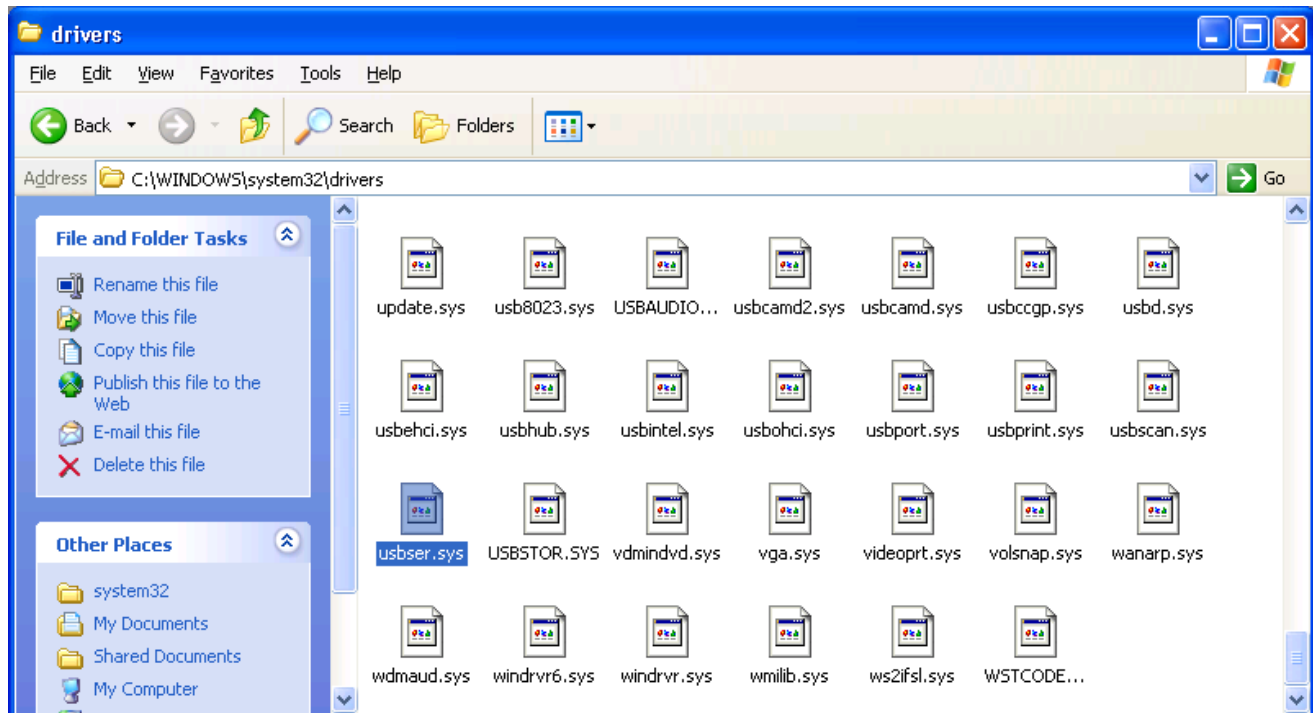 drivers
File Edit View Favorites Tools Help
Back Search Folders
Address C:\WINDOWS\system32\drivers Go
File and Folder Tasks
Rename this file
Move this file
Copy this file
Publish this file to the
Web
E-mail this file
Delete this file
Other Places
system32
My Documents
Shared Documents
My Computer
update.sys usb8023.sys USBAUDIO... usbcamd2.sys usbcamd.sys usbccgp.sys usbd.sys
usbehci.sys usbhub.sys usbintel.sys usbohci.sys usbport.sys usbprint.sys usbscan.sys
usbser.sys USBSTOR.SYS vdmindvd.sys vga.sys videoprt.sys volsnap.sys wanarp.sys
wdmaud.sys windrvr6.sys windrvr.sys wmilib.sys ws2ifsl.sys WSTCODE...